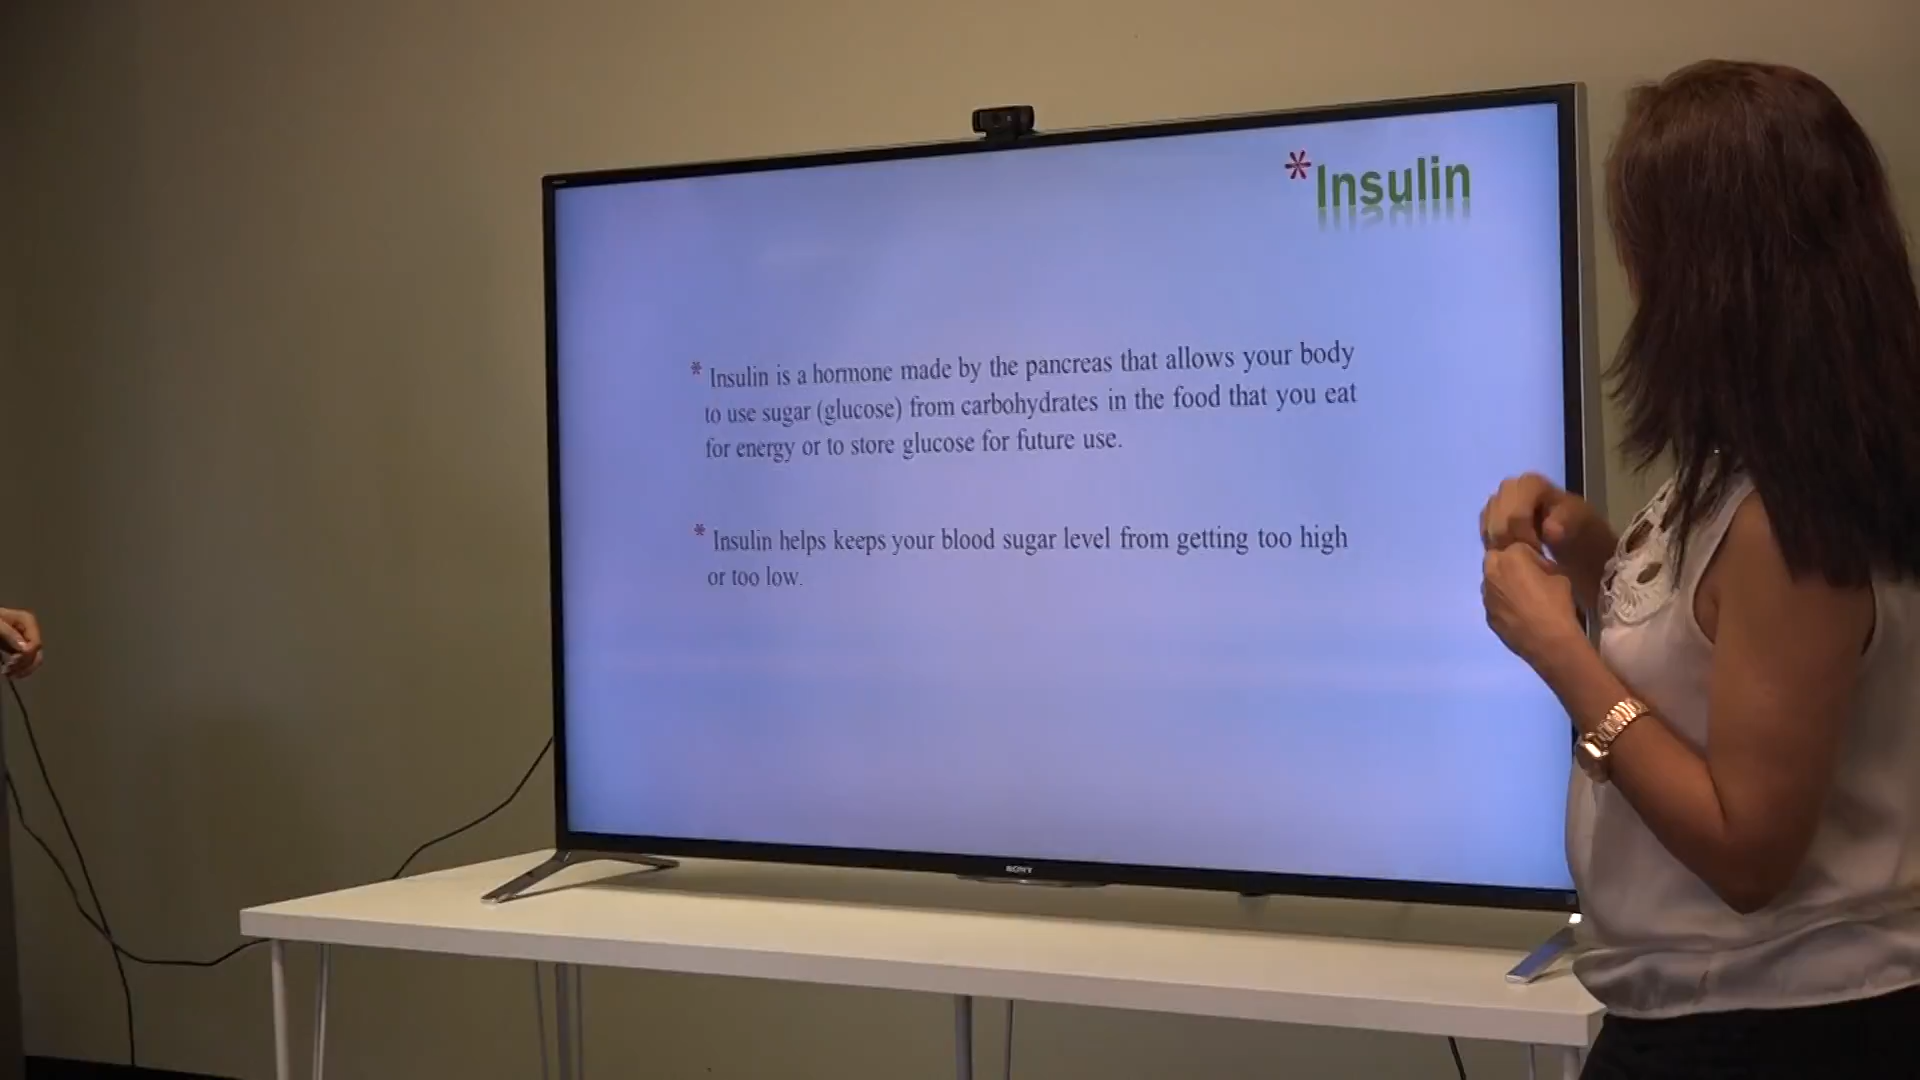 *Insulin
* Insulin is a hormone made by the pancreas that allows your body
to use sugar (glucose) from carbohydrates in the food that you eat
for energy or to store glucose for future use.
* Insulin helps keeps your blood sugar level from getting too high
or too low.
SONY